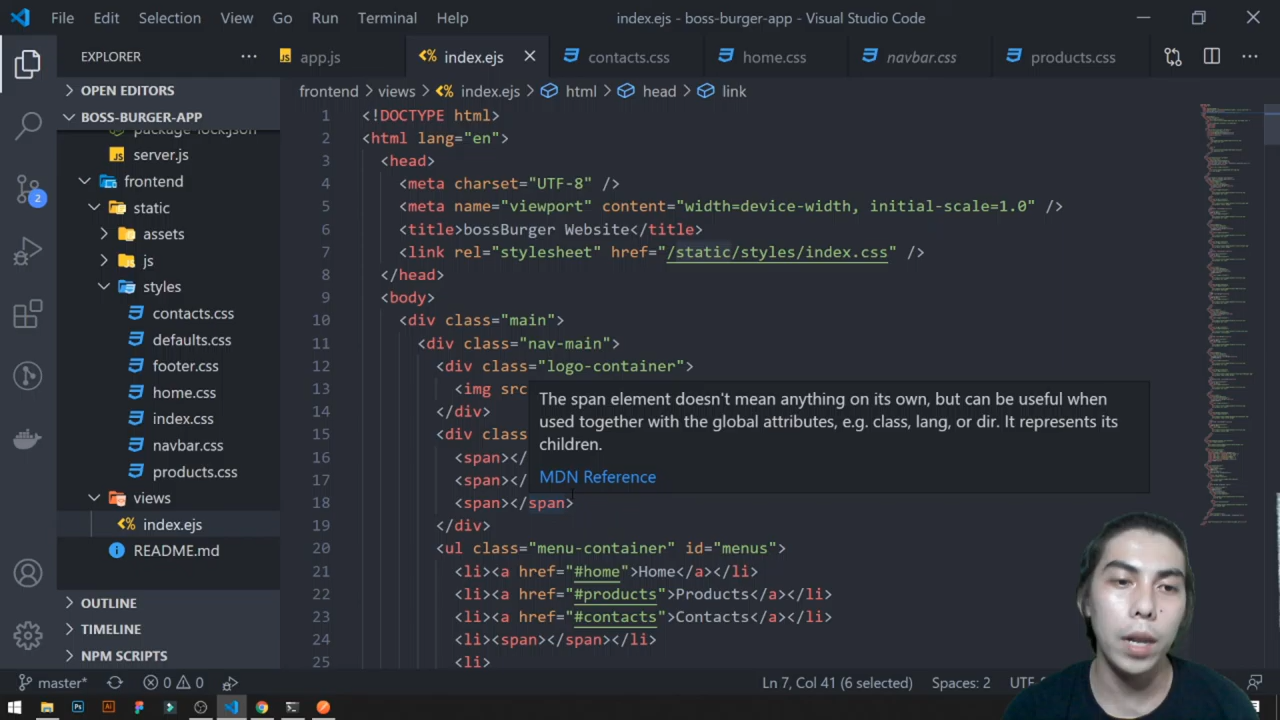 File Edit Selection View Go Run Terminal Help index.ejs - boss-burger-app - Visual Studio Code
EXPLORER
app.js index.ejs contacts.css home.css navbar.css products.css
OPEN EDITORS
frontend views index.ejs html head link
BOSS-BURGER-APP
package-lock.json
server.js
frontend
static
assets
js
styles
contacts.css
defaults.css
footer.css
home.css
index.css
navbar.css
products.css
views
index.ejs
README.md
OUTLINE
TIMELINE
NPM SCRIPTS
2
1 <!DOCTYPE html>
2 <html lang="en">
3 <head>
4 <meta charset="UTF-8" />
5 <meta name="viewport" content="width=device-width, initial-scale=1.0" />
6 <title>bossBurger Website</title>
7 <link rel="stylesheet" href="/static/styles/index.css" />
8 </head>
9 <body>
10 <div class="main">
11 <div class="nav-main">
12 <div class="logo-container">
13 <img src
14 </div>
15 <div class
16 <span></
17 <span></
18 <span></span>
19 </div>
20 <ul class="menu-container" id="menus">
21 <li><a href="#home">Home</a></li>
22 <li><a href="#products">Products</a></li>
23 <li><a href="#contacts">Contacts</a></li>
24 <li><span></span></li>
25 <li>
The span element doesn't mean anything on its own, but can be useful when
used together with the global attributes, e.g. class, lang, or dir. It represents its
children.
MDN Reference
master* 0 0 Ln 7, Col 41 (6 selected) Spaces: 2